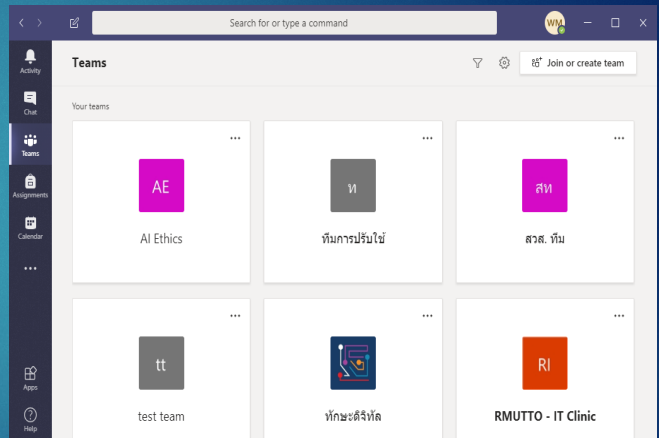 Search for or type a command
WM
Activity
Chat
Teams
Assignments
Calendar
Apps
Help
Teams
Join or create team
Your teams
AE
AI Ethics
ท
ทีมการปรับใช้
สท
สวส. ทีม
tt
test team
ทักษะดิจิทัล
RI
RMUTTO - IT Clinic